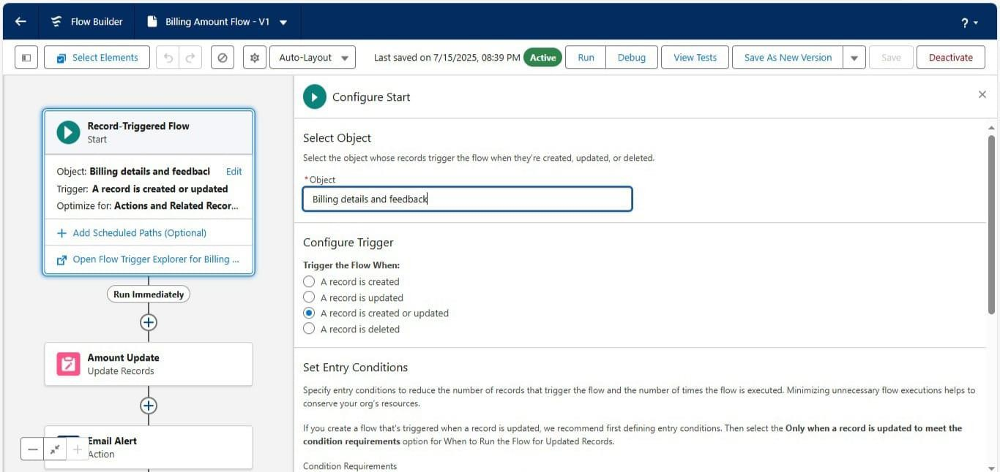 Flow Builder
Billing Amount Flow - V1
?
Select Elements
Auto-Layout
Last saved on 7/15/2025, 08:39 PM
Active
Run
Debug
View Tests
Save As New Version
Save
Deactivate
Record-Triggered Flow
Start
Object: Billing details and feedbacl
Edit
Trigger: A record is created or updated
Optimize for: Actions and Related Recor...
Add Scheduled Paths (Optional)
Open Flow Trigger Explorer for Billing ...
Run Immediately
Amount Update
Update Records
Email Alert
Action
Configure Start
Select Object
Select the object whose records trigger the flow when they're created, updated, or deleted.
*Object
Billing details and feedback
Configure Trigger
Trigger the Flow When:
A record is created
A record is updated
A record is created or updated
A record is deleted
Set Entry Conditions
Specify entry conditions to reduce the number of records that trigger the flow and the number of times the flow is executed. Minimizing unnecessary flow executions helps to
conserve your org's resources.
If you create a flow that's triggered when a record is updated, we recommend first defining entry conditions. Then select the Only when a record is updated to meet the
condition requirements option for When to Run the Flow for Updated Records.
Condition Requirements